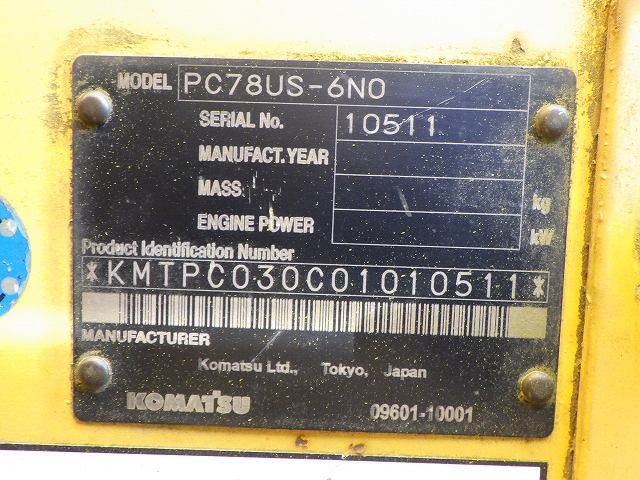 MODEL PC78US-6N0
SERIAL No. 10511
MANUFACT.YEAR
MASS kg
ENGINE POWER kW
Product Identification Number
*KMTPC030C01010511*
MANUFACTURER
Komatsu Ltd., Tokyo, Japan
KOMATSU 09601-10001